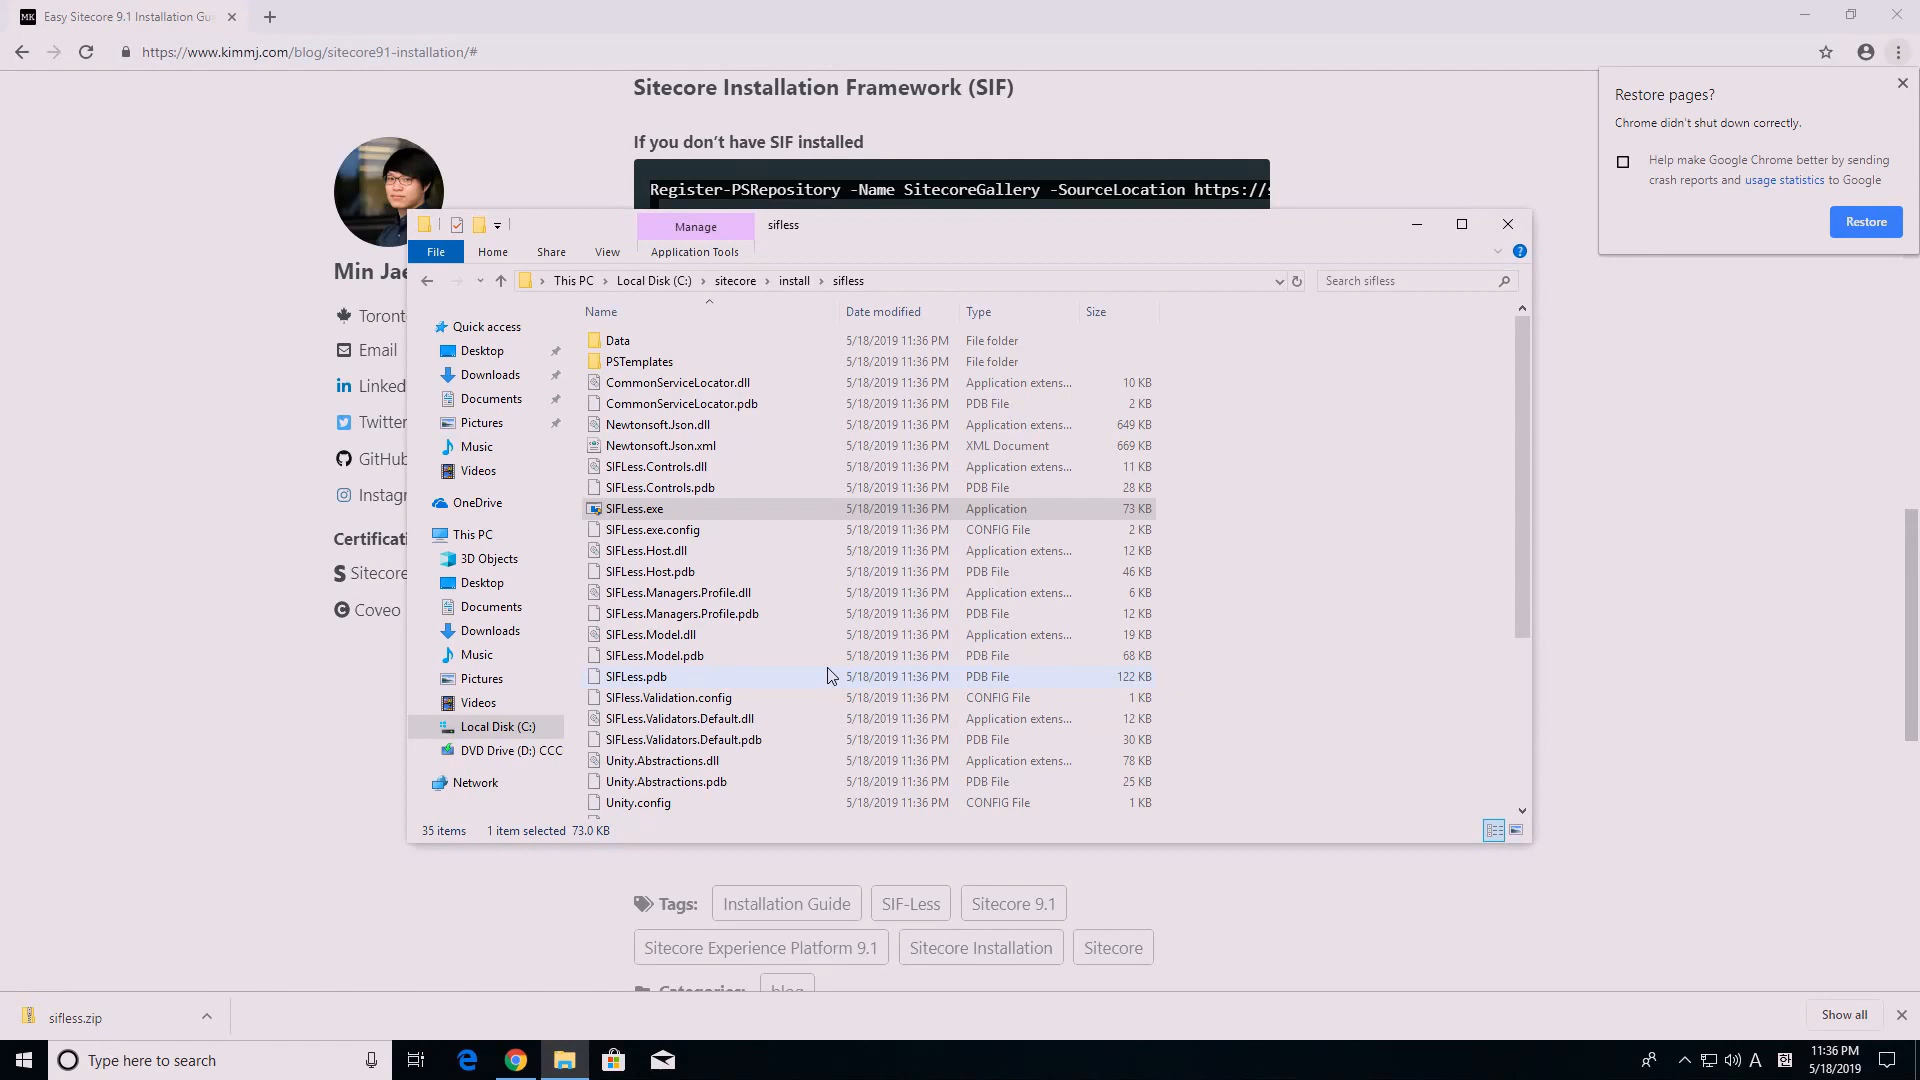 MK Easy Sitecore 9.1 Installation Gu
https://www.kimmj.com/blog/sitecore91-installation/#
Restore pages?
Chrome didn't shut down correctly.
Help make Google Chrome better by sending
crash reports and usage statistics to Google
Restore
Sitecore Installation Framework (SIF)
If you don't have SIF installed
Register-PSRepository -Name SitecoreGallery -SourceLocation https://s
Min Jae
Toront
Email
Linked
Twitter
GitHub
Instagr
Certificati
Sitecore
Coveo
Manage
sifless
File
Home
Share
View
Application Tools
This PC
Local Disk (C:)
sitecore
install
sifless
Search sifless
Quick access
Desktop
Downloads
Documents
Pictures
Music
Videos
OneDrive
This PC
3D Objects
Desktop
Documents
Downloads
Music
Pictures
Videos
Local Disk (C:)
DVD Drive (D:) CCC
Network
Name Date modified Type Size
Data 5/18/2019 11:36 PM File folder
PSTemplates 5/18/2019 11:36 PM File folder
CommonServiceLocator.dll 5/18/2019 11:36 PM Application extens... 10 KB
CommonServiceLocator.pdb 5/18/2019 11:36 PM PDB File 2 KB
Newtonsoft.Json.dll 5/18/2019 11:36 PM Application extens... 649 KB
Newtonsoft.Json.xml 5/18/2019 11:36 PM XML Document 669 KB
SIFLess.Controls.dll 5/18/2019 11:36 PM Application extens... 11 KB
SIFLess.Controls.pdb 5/18/2019 11:36 PM PDB File 28 KB
SIFLess.exe 5/18/2019 11:36 PM Application 73 KB
SIFLess.exe.config 5/18/2019 11:36 PM CONFIG File 2 KB
SIFLess.Host.dll 5/18/2019 11:36 PM Application extens... 12 KB
SIFLess.Host.pdb 5/18/2019 11:36 PM PDB File 46 KB
SIFLess.Managers.Profile.dll 5/18/2019 11:36 PM Application extens... 6 KB
SIFLess.Managers.Profile.pdb 5/18/2019 11:36 PM PDB File 12 KB
SIFLess.Model.dll 5/18/2019 11:36 PM Application extens... 19 KB
SIFLess.Model.pdb 5/18/2019 11:36 PM PDB File 68 KB
SIFLess.pdb 5/18/2019 11:36 PM PDB File 122 KB
SIFless.Validation.config 5/18/2019 11:36 PM CONFIG File 1 KB
SIFLess.Validators.Default.dll 5/18/2019 11:36 PM Application extens... 12 KB
SIFLess.Validators.Default.pdb 5/18/2019 11:36 PM PDB File 30 KB
Unity.Abstractions.dll 5/18/2019 11:36 PM Application extens... 78 KB
Unity.Abstractions.pdb 5/18/2019 11:36 PM PDB File 25 KB
Unity.config 5/18/2019 11:36 PM CONFIG File 1 KB
35 items 1 item selected 73.0 KB
Tags: Installation Guide SIF-Less Sitecore 9.1
Sitecore Experience Platform 9.1 Sitecore Installation Sitecore
Categories: blog
sifless.zip
Show all
Type here to search
A
11:36 PM
5/18/2019